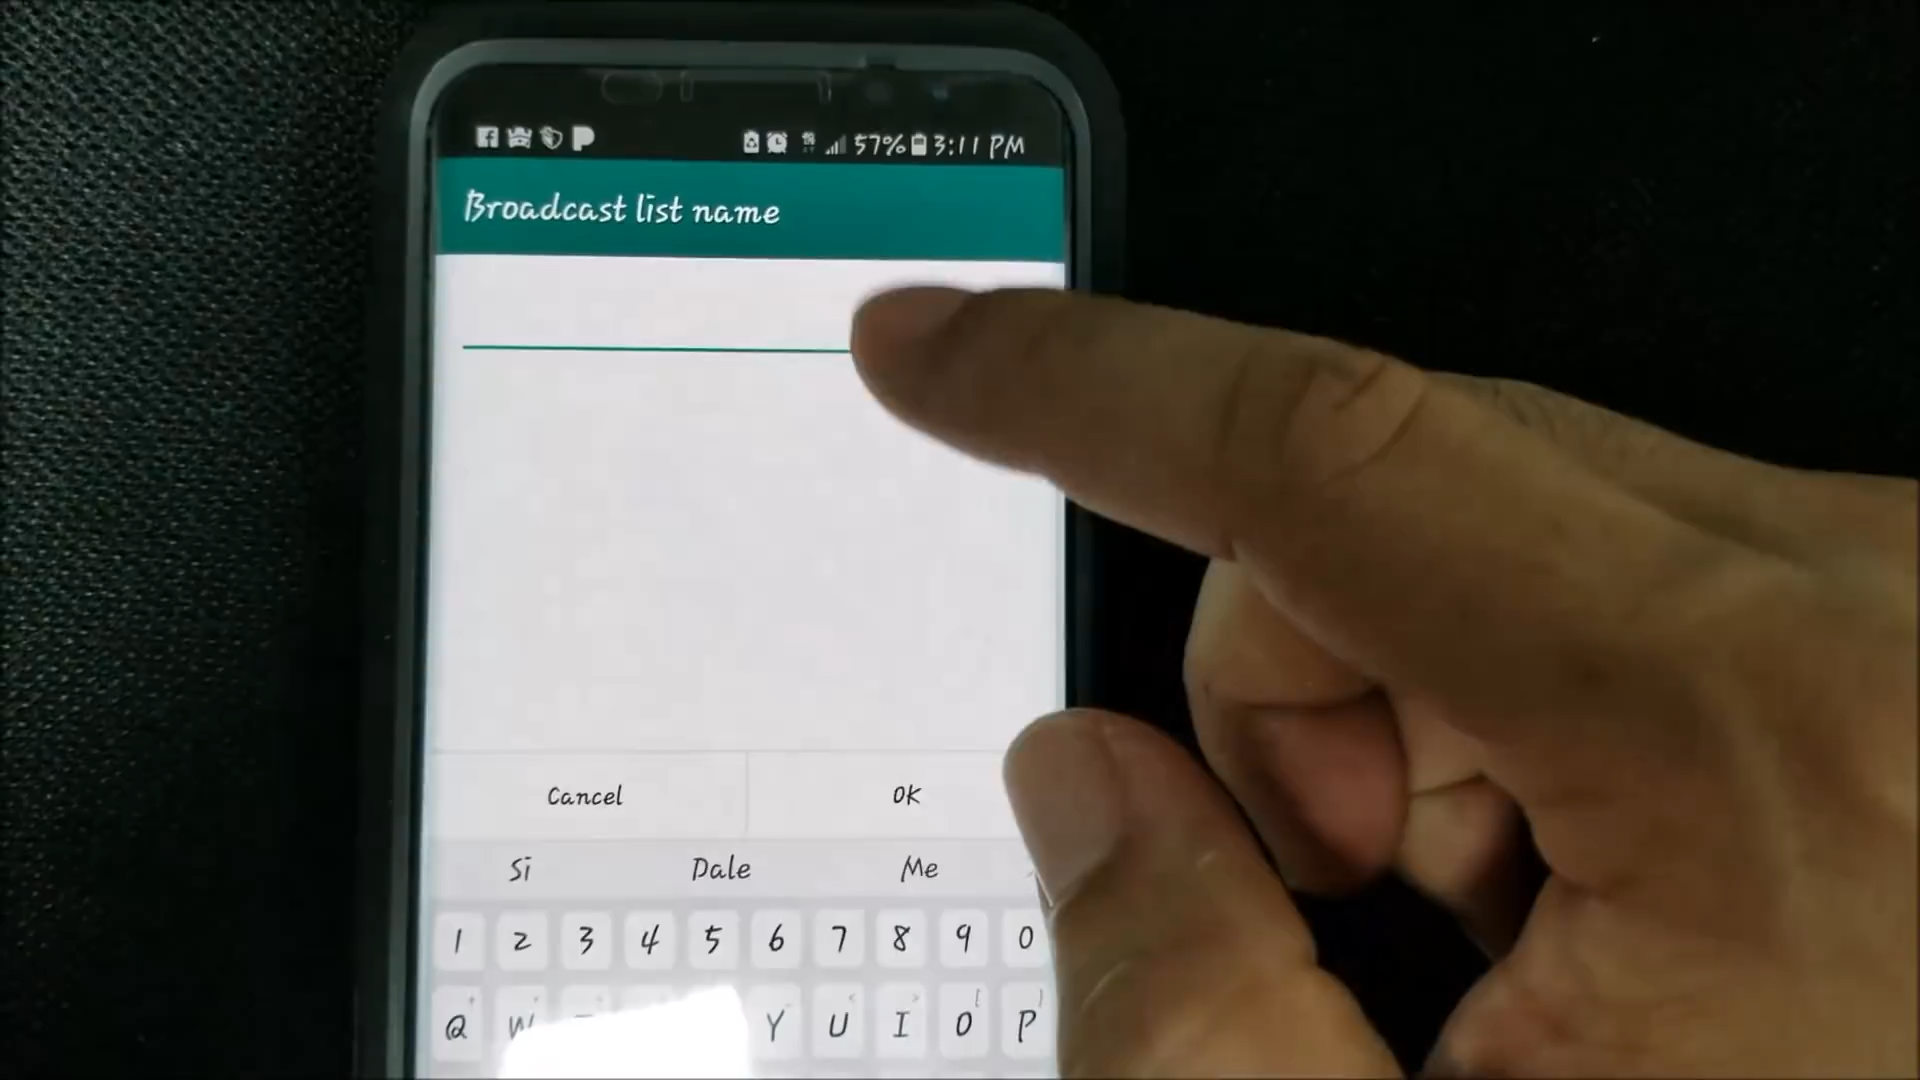 57% 3:11 PM
Broadcast list name
Cancel OK
Si Dale Me
1 2 3 4 5 6 7 8 9 0
Q W Y U I O P